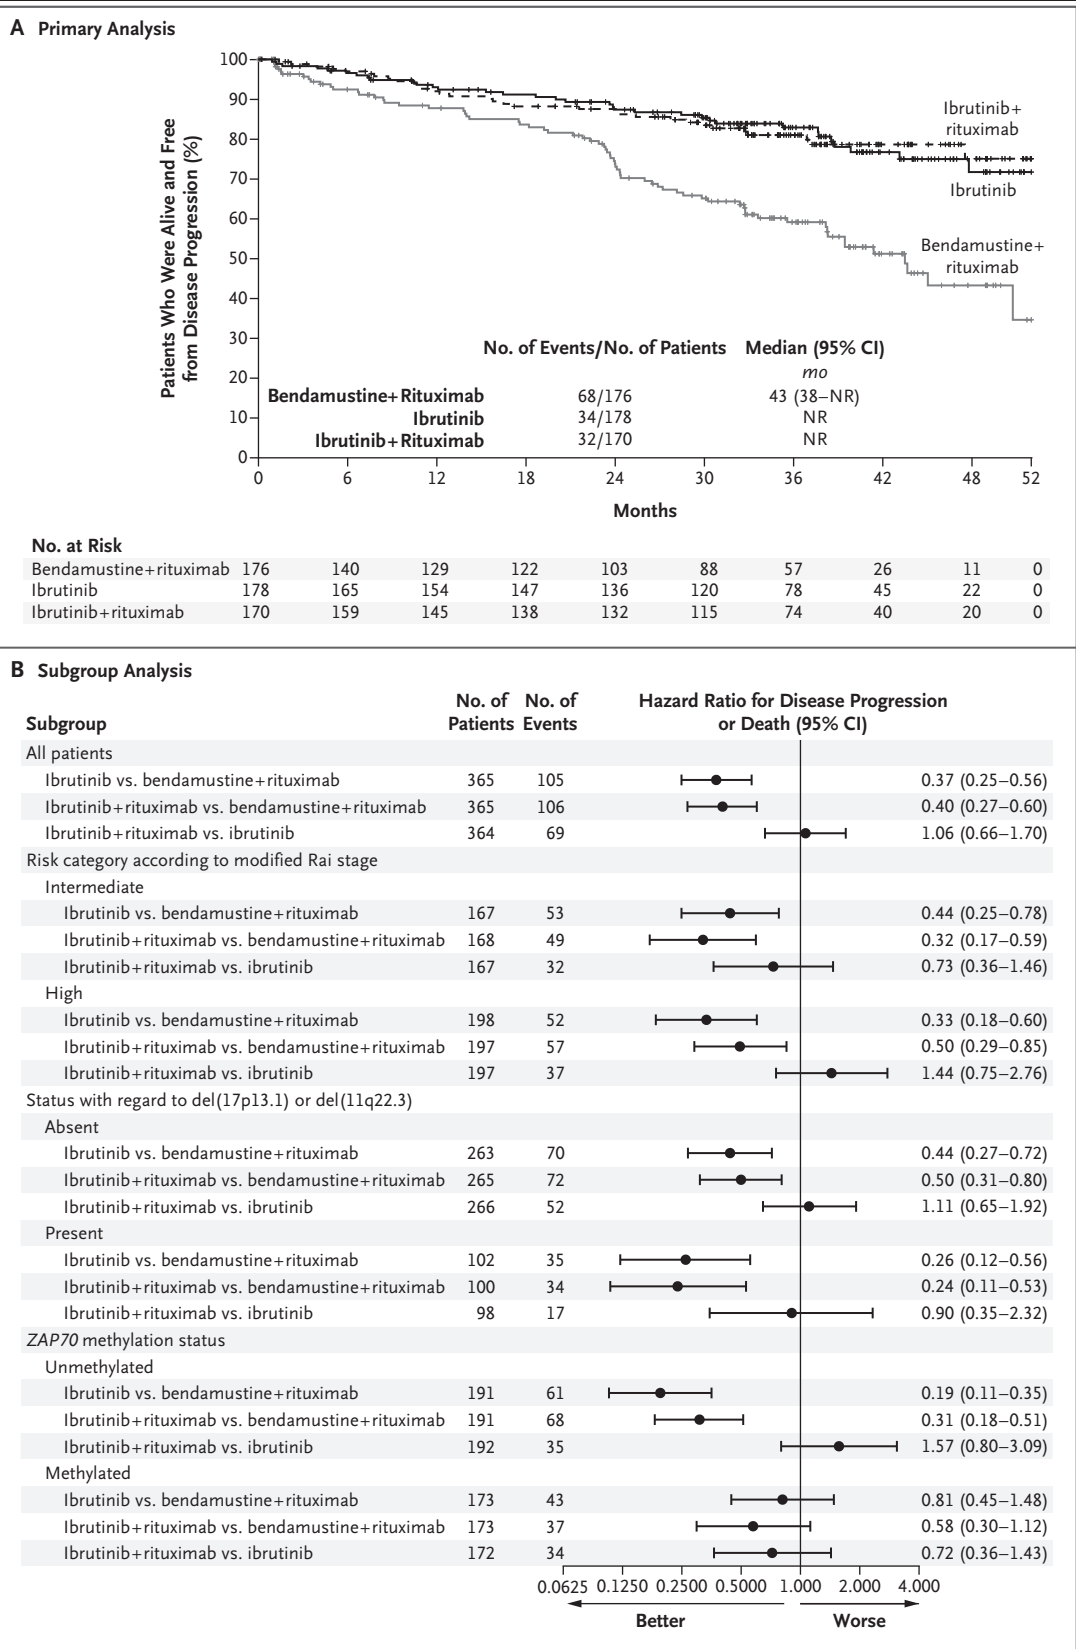 A Primary Analysis
Patients Who Were Alive and Free
from Disease Progression (%)
100
90
80
70
60
50
40
30
20
10
0
Ibrutinib+
rituximab
Ibrutinib
Bendamustine+
rituximab
No. of Events/No. of Patients Median (95% CI)
mo
Bendamustine+Rituximab 68/176 43 (38–NR)
Ibrutinib 34/178 NR
Ibrutinib+Rituximab 32/170 NR
0 6 12 18 24 30 36 42 48 52
Months
No. at Risk
Bendamustine+rituximab 176 140 129 122 103 88 57 26 11 0
Ibrutinib 178 165 154 147 136 120 78 45 22 0
Ibrutinib+rituximab 170 159 145 138 132 115 74 40 20 0
B Subgroup Analysis
Subgroup
No. of
Patients
No. of
Events
Hazard Ratio for Disease Progression
or Death (95% CI)
All patients
Ibrutinib vs. bendamustine+rituximab 365 105 0.37 (0.25–0.56)
Ibrutinib+rituximab vs. bendamustine+rituximab 365 106 0.40 (0.27–0.60)
Ibrutinib+rituximab vs. ibrutinib 364 69 1.06 (0.66–1.70)
Risk category according to modified Rai stage
Intermediate
Ibrutinib vs. bendamustine+rituximab 167 53 0.44 (0.25–0.78)
Ibrutinib+rituximab vs. bendamustine+rituximab 168 49 0.32 (0.17–0.59)
Ibrutinib+rituximab vs. ibrutinib 167 32 0.73 (0.36–1.46)
High
Ibrutinib vs. bendamustine+rituximab 198 52 0.33 (0.18–0.60)
Ibrutinib+rituximab vs. bendamustine+rituximab 197 57 0.50 (0.29–0.85)
Ibrutinib+rituximab vs. ibrutinib 197 37 1.44 (0.75–2.76)
Status with regard to del(17p13.1) or del(11q22.3)
Absent
Ibrutinib vs. bendamustine+rituximab 263 70 0.44 (0.27–0.72)
Ibrutinib+rituximab vs. bendamustine+rituximab 265 72 0.50 (0.31–0.80)
Ibrutinib+rituximab vs. ibrutinib 266 52 1.11 (0.65–1.92)
Present
Ibrutinib vs. bendamustine+rituximab 102 35 0.26 (0.12–0.56)
Ibrutinib+rituximab vs. bendamustine+rituximab 100 34 0.24 (0.11–0.53)
Ibrutinib+rituximab vs. ibrutinib 98 17 0.90 (0.35–2.32)
ZAP70 methylation status
Unmethylated
Ibrutinib vs. bendamustine+rituximab 191 61 0.19 (0.11–0.35)
Ibrutinib+rituximab vs. bendamustine+rituximab 191 68 0.31 (0.18–0.51)
Ibrutinib+rituximab vs. ibrutinib 192 35 1.57 (0.80–3.09)
Methylated
Ibrutinib vs. bendamustine+rituximab 173 43 0.81 (0.45–1.48)
Ibrutinib+rituximab vs. bendamustine+rituximab 173 37 0.58 (0.30–1.12)
Ibrutinib+rituximab vs. ibrutinib 172 34 0.72 (0.36–1.43)
0.0625 0.1250 0.2500 0.5000 1.000 2.000 4.000
Better Worse